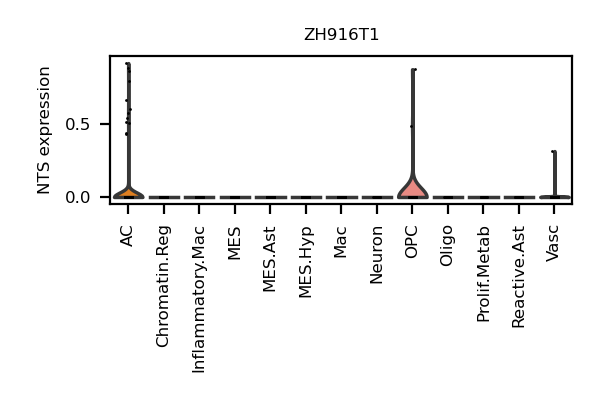 ZH916T1
NTS expression
0.5
0.0
AC
Chromatin.Reg
Inflammatory.Mac
MES
MES.Ast
MES.Hyp
Mac
Neuron
OPC
Oligo
Prolif.Metab
Reactive.Ast
Vasc